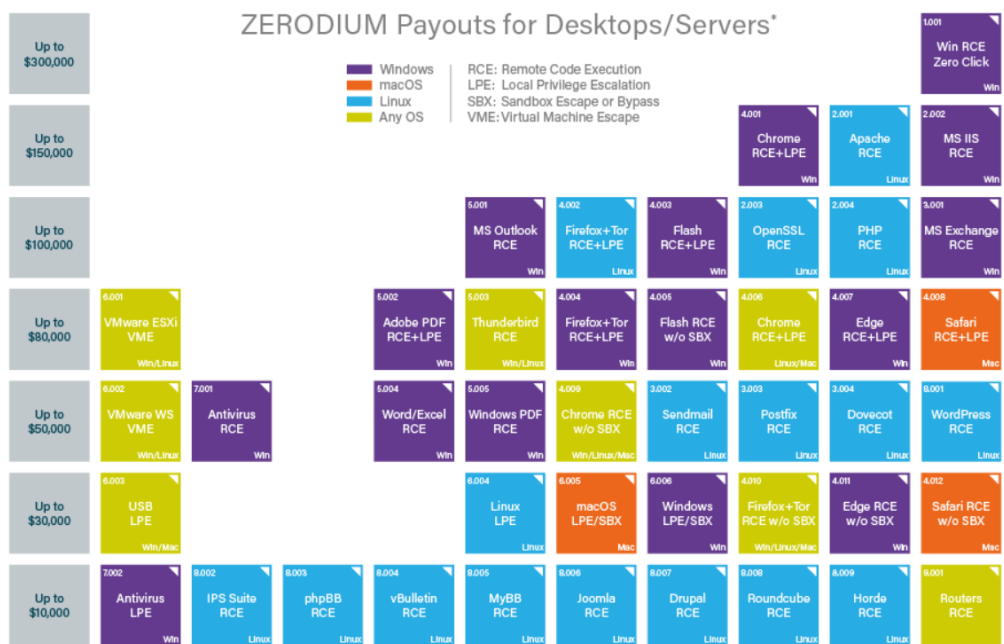 ZERODIUM Payouts for Desktops/Servers*
Windows
macOS
Linux
Any OS
RCE: Remote Code Execution
LPE: Local Privilege Escalation
SBX: Sandbox Escape or Bypass
VME: Virtual Machine Escape
Up to
$300,000
1.001
Win RCE
Zero Click
Win
Up to
$150,000
4.001
Chrome
RCE+LPE
Win
2.001
Apache
RCE
Linux
2.002
MS IIS
RCE
Win
Up to
$100,000
5.001
MS Outlook
RCE
Win
4.002
Firefox+Tor
RCE+LPE
Linux
4.003
Flash
RCE+LPE
Win
2.003
OpenSSL
RCE
Linux
2.004
PHP
RCE
Linux
3.001
MS Exchange
RCE
Win
Up to
$80,000
6.001
VMware ESXi
VME
Win/Linux
5.002
Adobe PDF
RCE+LPE
Win
5.003
Thunderbird
RCE
Win/Linux
4.004
Firefox+Tor
RCE+LPE
Win
4.005
Flash RCE
w/o SBX
Win
4.006
Chrome
RCE+LPE
Linux/Mac
4.007
Edge
RCE+LPE
Win
4.008
Safari
RCE+LPE
Mac
Up to
$50,000
6.002
VMware WS
VME
Win/Linux
7.001
Antivirus
RCE
Win
5.004
Word/Excel
RCE
Win
5.005
Windows PDF
RCE
Win
4.009
Chrome RCE
w/o SBX
Win/Linux/Mac
3.002
Sendmail
RCE
Linux
3.003
Postfix
RCE
Linux
3.004
Dovecot
RCE
Linux
8.001
WordPress
RCE
Linux
Up to
$30,000
6.003
USB
LPE
Win/Mac
6.004
Linux
LPE
Linux
6.005
macOS
LPE/SBX
Mac
6.006
Windows
LPE/SBX
Win
4.010
Firefox+Tor
RCE w/o SBX
Win/Linux/Mac
4.011
Edge RCE
w/o SBX
Win
4.012
Safari RCE
w/o SBX
Mac
Up to
$10,000
7.002
Antivirus
LPE
Win
8.002
IPS Suite
RCE
Linux
8.003
phpBB
RCE
Linux
8.004
vBulletin
RCE
Linux
8.005
MyBB
RCE
Linux
8.006
Joomla
RCE
Linux
8.007
Drupal
RCE
Linux
8.008
Roundcube
RCE
Linux
8.009
Horde
RCE
Linux
9.001
Routers
RCE